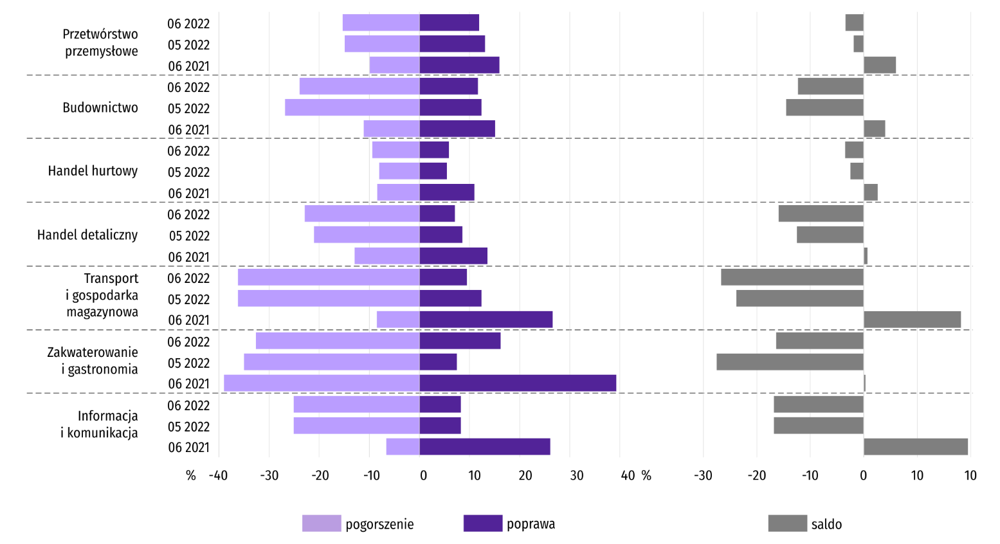 Przetwórstwo
przemysłowe
06 2022
05 2022
06 2021
Budownictwo
06 2022
05 2022
06 2021
Handel hurtowy
06 2022
05 2022
06 2021
Handel detaliczny
06 2022
05 2022
06 2021
Transport
i gospodarka
magazynowa
06 2022
05 2022
06 2021
Zakwaterowanie
i gastronomia
06 2022
05 2022
06 2021
Informacja
i komunikacja
06 2022
05 2022
06 2021
% -40 -30 -20 -10 0 10 20 30 40 % -30 -20 -10 0 10 10
pogorszenie poprawa saldo